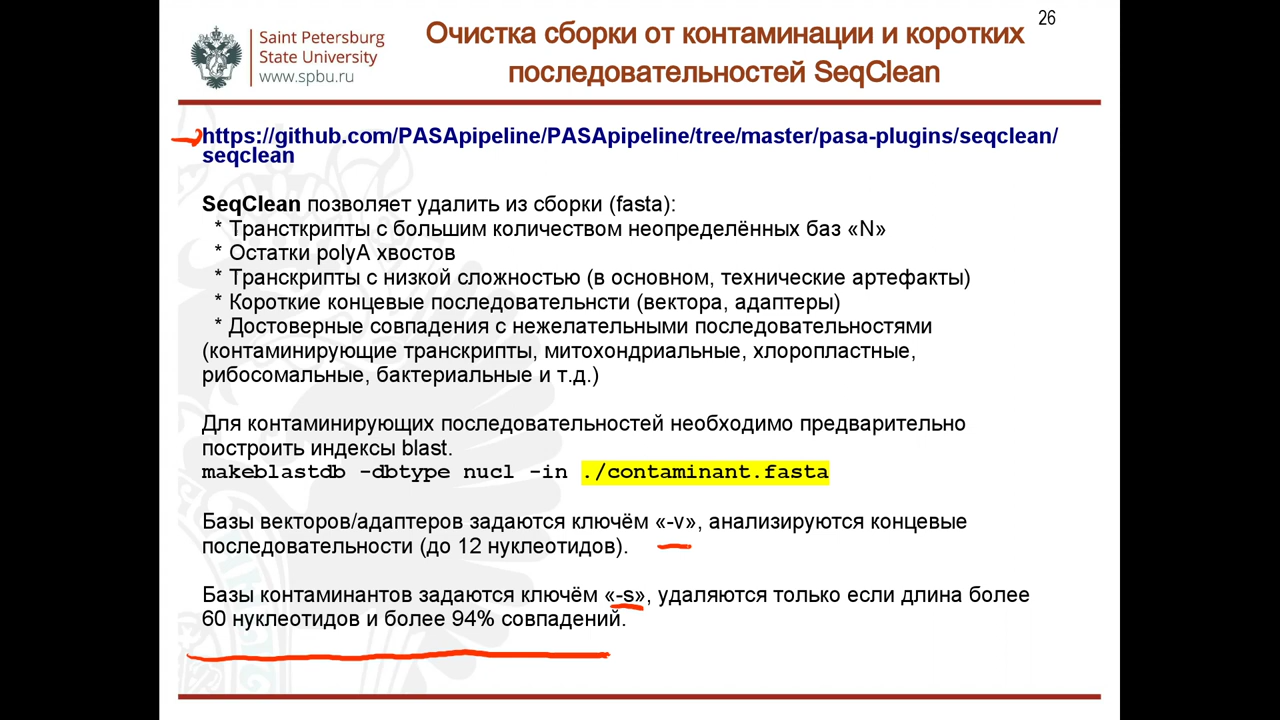 26
Saint Petersburg
State University
www.spbu.ru
Очистка сборки от контаминации и коротких
последовательностей SeqClean
https://github.com/PASApipeline/PASApipeline/tree/master/pasa-plugins/seqclean/
seqclean
SeqClean позволяет удалить из сборки (fasta):
* Трансткрипты с большим количеством неопределённых баз «N»
* Остатки polyA хвостов
* Транскрипты с низкой сложностью (в основном, технические артефакты)
* Короткие концевые последовательнсти (вектора, адаптеры)
* Достоверные совпадения с нежелательными последовательностями
(контаминирующие транскрипты, митохондриальные, хлоропластные,
рибосомальные, бактериальные и т.д.)
Для контаминирующих последовательностей необходимо предварительно
построить индексы blast.
makeblastdb -dbtype nucl -in ./contaminant.fasta
Базы векторов/адаптеров задаются ключём «-v», анализируются концевые
последовательности (до 12 нуклеотидов).
Базы контаминантов задаются ключём «-s», удаляются только если длина более
60 нуклеотидов и более 94% совпадений.